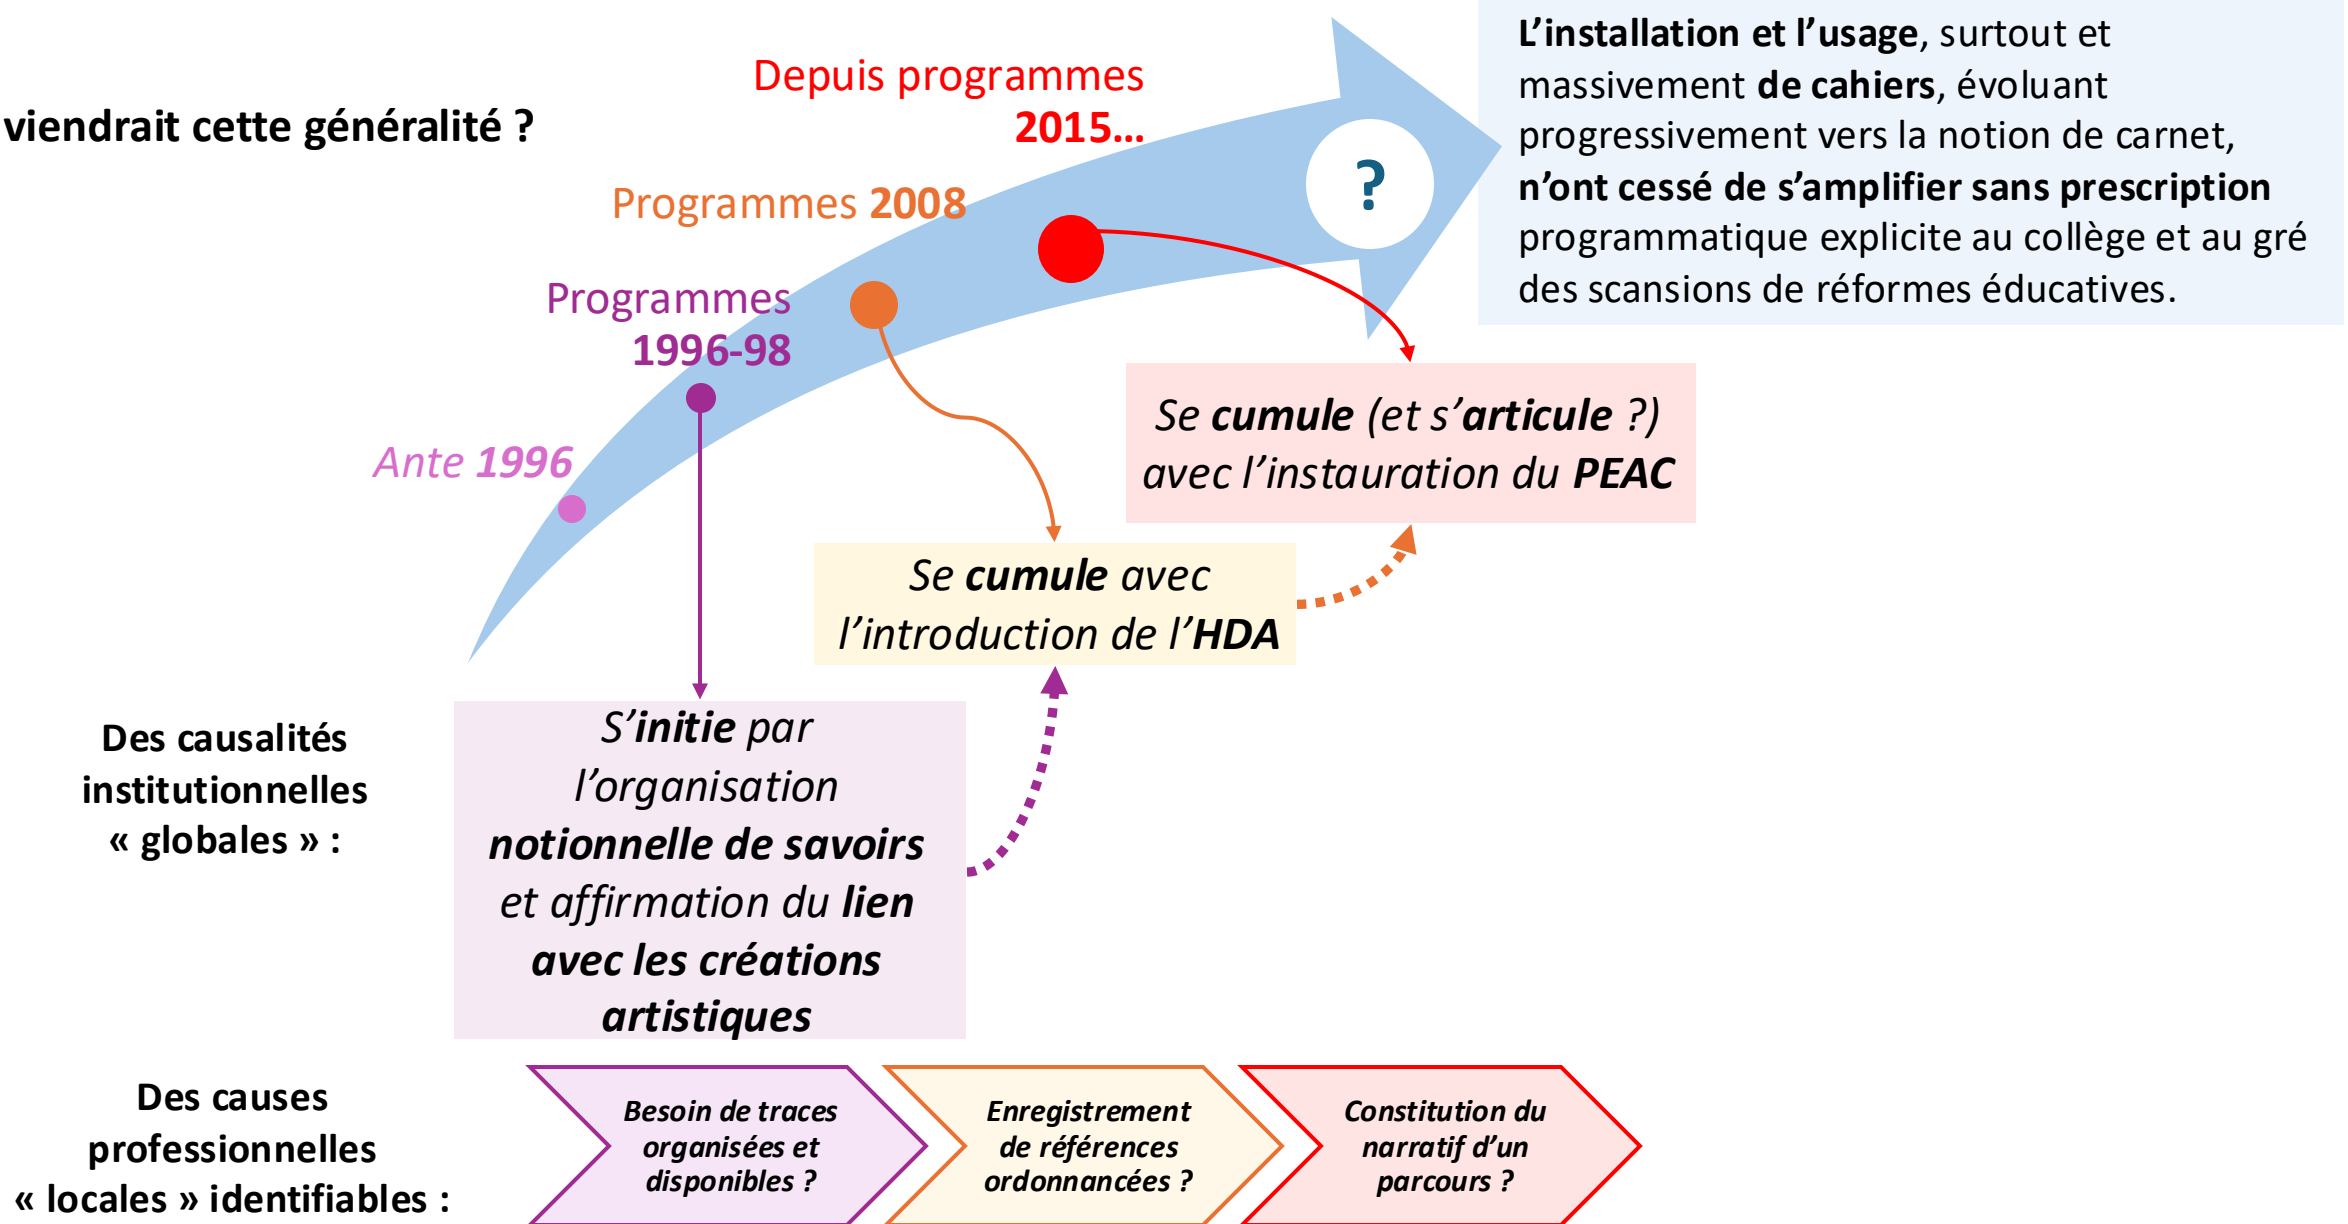 viendrait cette généralité ?
Depuis programmes
2015…
Programmes 2008
Programmes
1996-98
Ante 1996
?
L’installation et l’usage, surtout et
massivement de cahiers, évoluant
progressivement vers la notion de carnet,
n’ont cessé de s’amplifier sans prescription
programmatique explicite au collège et au gré
des scansions de réformes éducatives.
Se cumule (et s’articule ?)
avec l’instauration du PEAC
Se cumule avec
l’introduction de l’HDA
Des causalités
institutionnelles
« globales » :
S’initie par
l’organisation
notionnelle de savoirs
et affirmation du lien
avec les créations
artistiques
Des causes
professionnelles
« locales » identifiables :
Besoin de traces
organisées et
disponibles ?
Enregistrement
de références
ordonnancées ?
Constitution du
narratif d’un
parcours ?